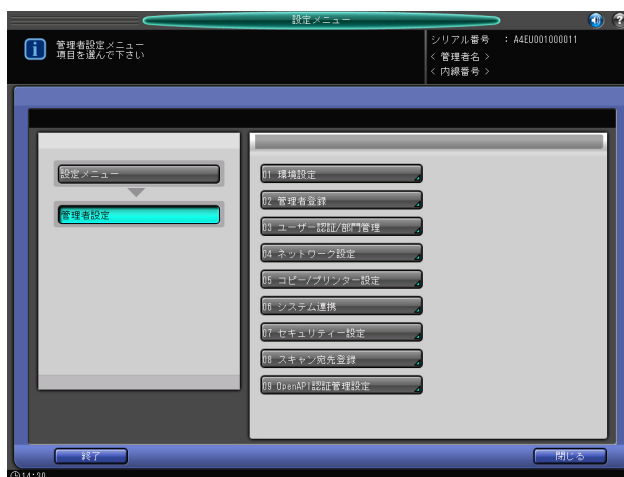 設定メニュー
管理者設定メニュー
項目を選んで下さい
シリアル番号 : A4EU001000011
< 管理者名 >
< 内線番号 >
設定メニュー
管理者設定
01 環境設定
02 管理者登録
03 ユーザー認証/部門管理
04 ネットワーク設定
05 コピー/プリンター設定
06 システム連携
07 セキュリティー設定
08 スキャン宛先登録
09 OpenAPI認証管理設定
終了
閉じる